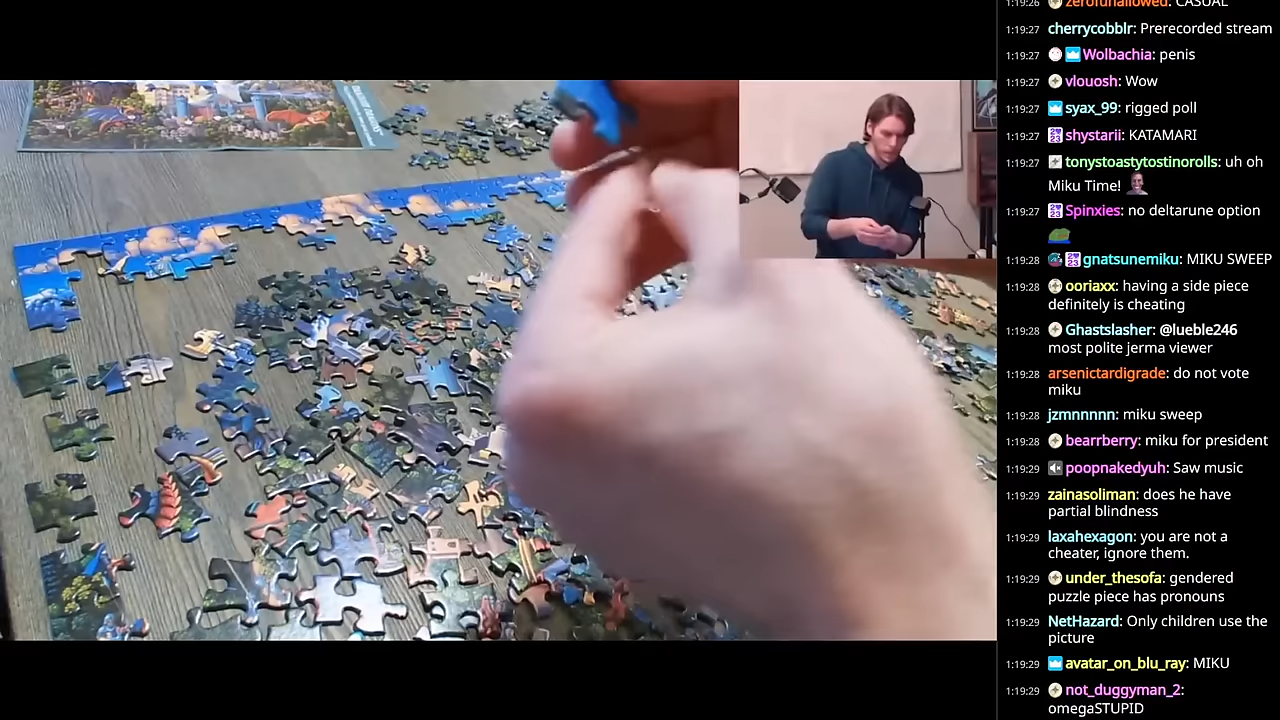 1:19:26 zerofunallowed: CASUAL
1:19:27 cherrycobblr: Prerecorded stream
1:19:27 Wolbachia: penis
1:19:27 vlouosh: Wow
1:19:27 syax_99: rigged poll
1:19:27 shystarii: KATAMARI
1:19:27 tonystoastytostinorolls: uh oh
Miku Time!
1:19:27 Spinxies: no deltarune option
1:19:28 gnatsunemiku: MIKU SWEEP
1:19:28 ooriaxx: having a side piece
definitely is cheating
1:19:28 Ghastslasher: @lueble246
most polite jerma viewer
1:19:28 arsenictardigrade: do not vote
miku
1:19:28 jzmnnnnn: miku sweep
1:19:28 bearrberry: miku for president
1:19:29 poopnakedyuh: Saw music
1:19:29 zainasoliman: does he have
partial blindness
1:19:29 laxahexagon: you are not a
cheater, ignore them.
1:19:29 under_thesofa: gendered
puzzle piece has pronouns
1:19:29 NetHazard: Only children use the
picture
1:19:29 avatar_on_blu_ray: MIKU
1:19:29 not_duggyman_2:
omegaSTUPID